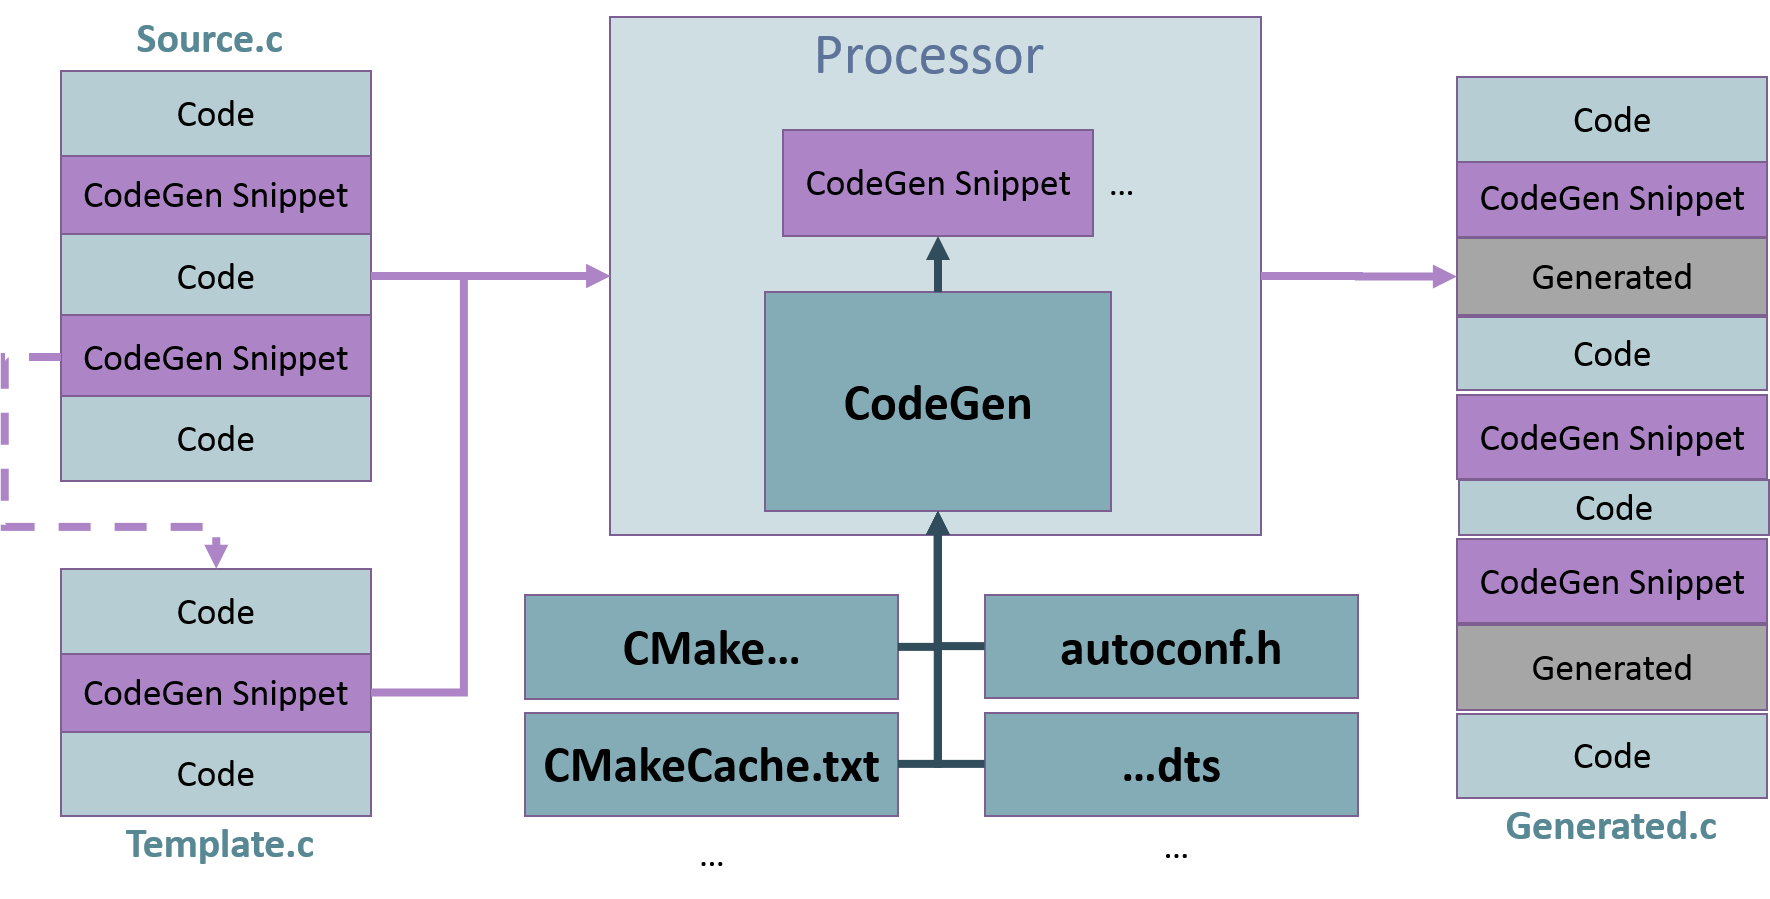 Source.c
Code
CodeGen Snippet
Code
CodeGen Snippet
Code
Code
CodeGen Snippet
Code
Template.c
Processor
CodeGen Snippet ...
CodeGen
CMake...
autoconf.h
CMakeCache.txt
...dts
...
...
Code
CodeGen Snippet
Generated
Code
CodeGen Snippet
Code
CodeGen Snippet
Generated
Code
Generated.c